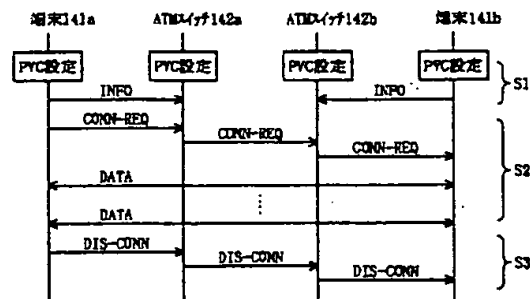 端末141a ATMスイッチ142a ATMスイッチ142b 端末141b
PVC設定 PVC設定 PVC設定 PVC設定
S1
INFO INFO
CONN-REQ
CONN-REQ
CONN-REQ
S2
DATA
DATA
DIS-CONN
DIS-CONN
S3
DIS-CONN